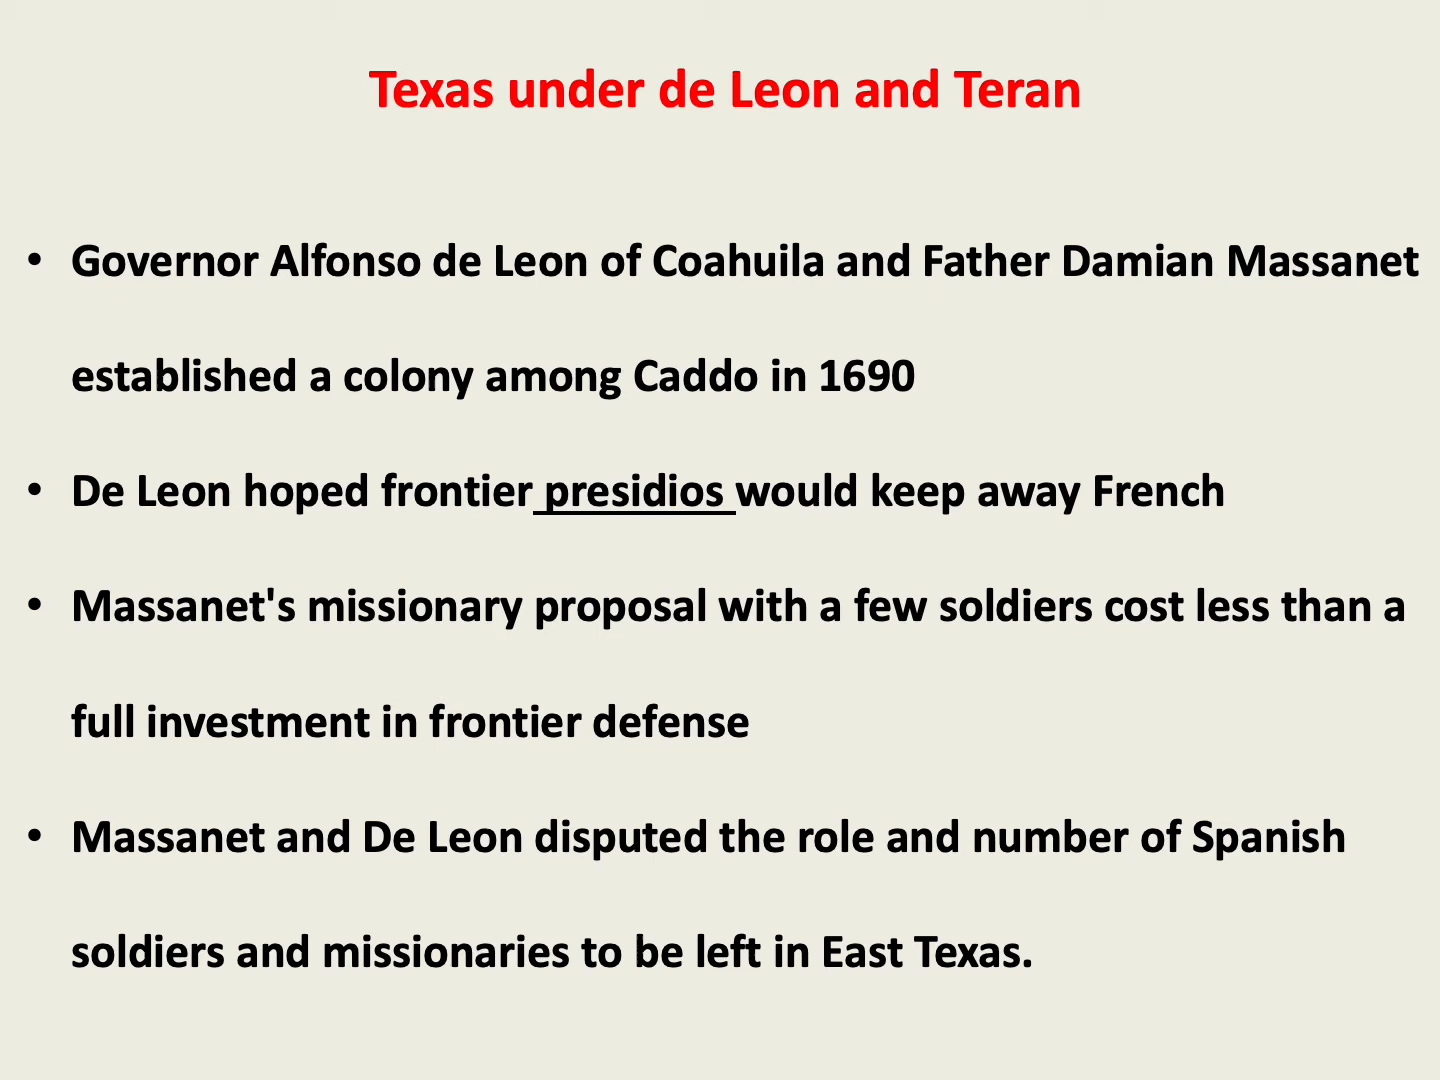 Texas under de Leon and Teran
• Governor Alfonso de Leon of Coahuila and Father Damian Massanet
established a colony among Caddo in 1690
• De Leon hoped frontier presidios would keep away French
• Massanet's missionary proposal with a few soldiers cost less than a
full investment in frontier defense
• Massanet and De Leon disputed the role and number of Spanish
soldiers and missionaries to be left in East Texas.